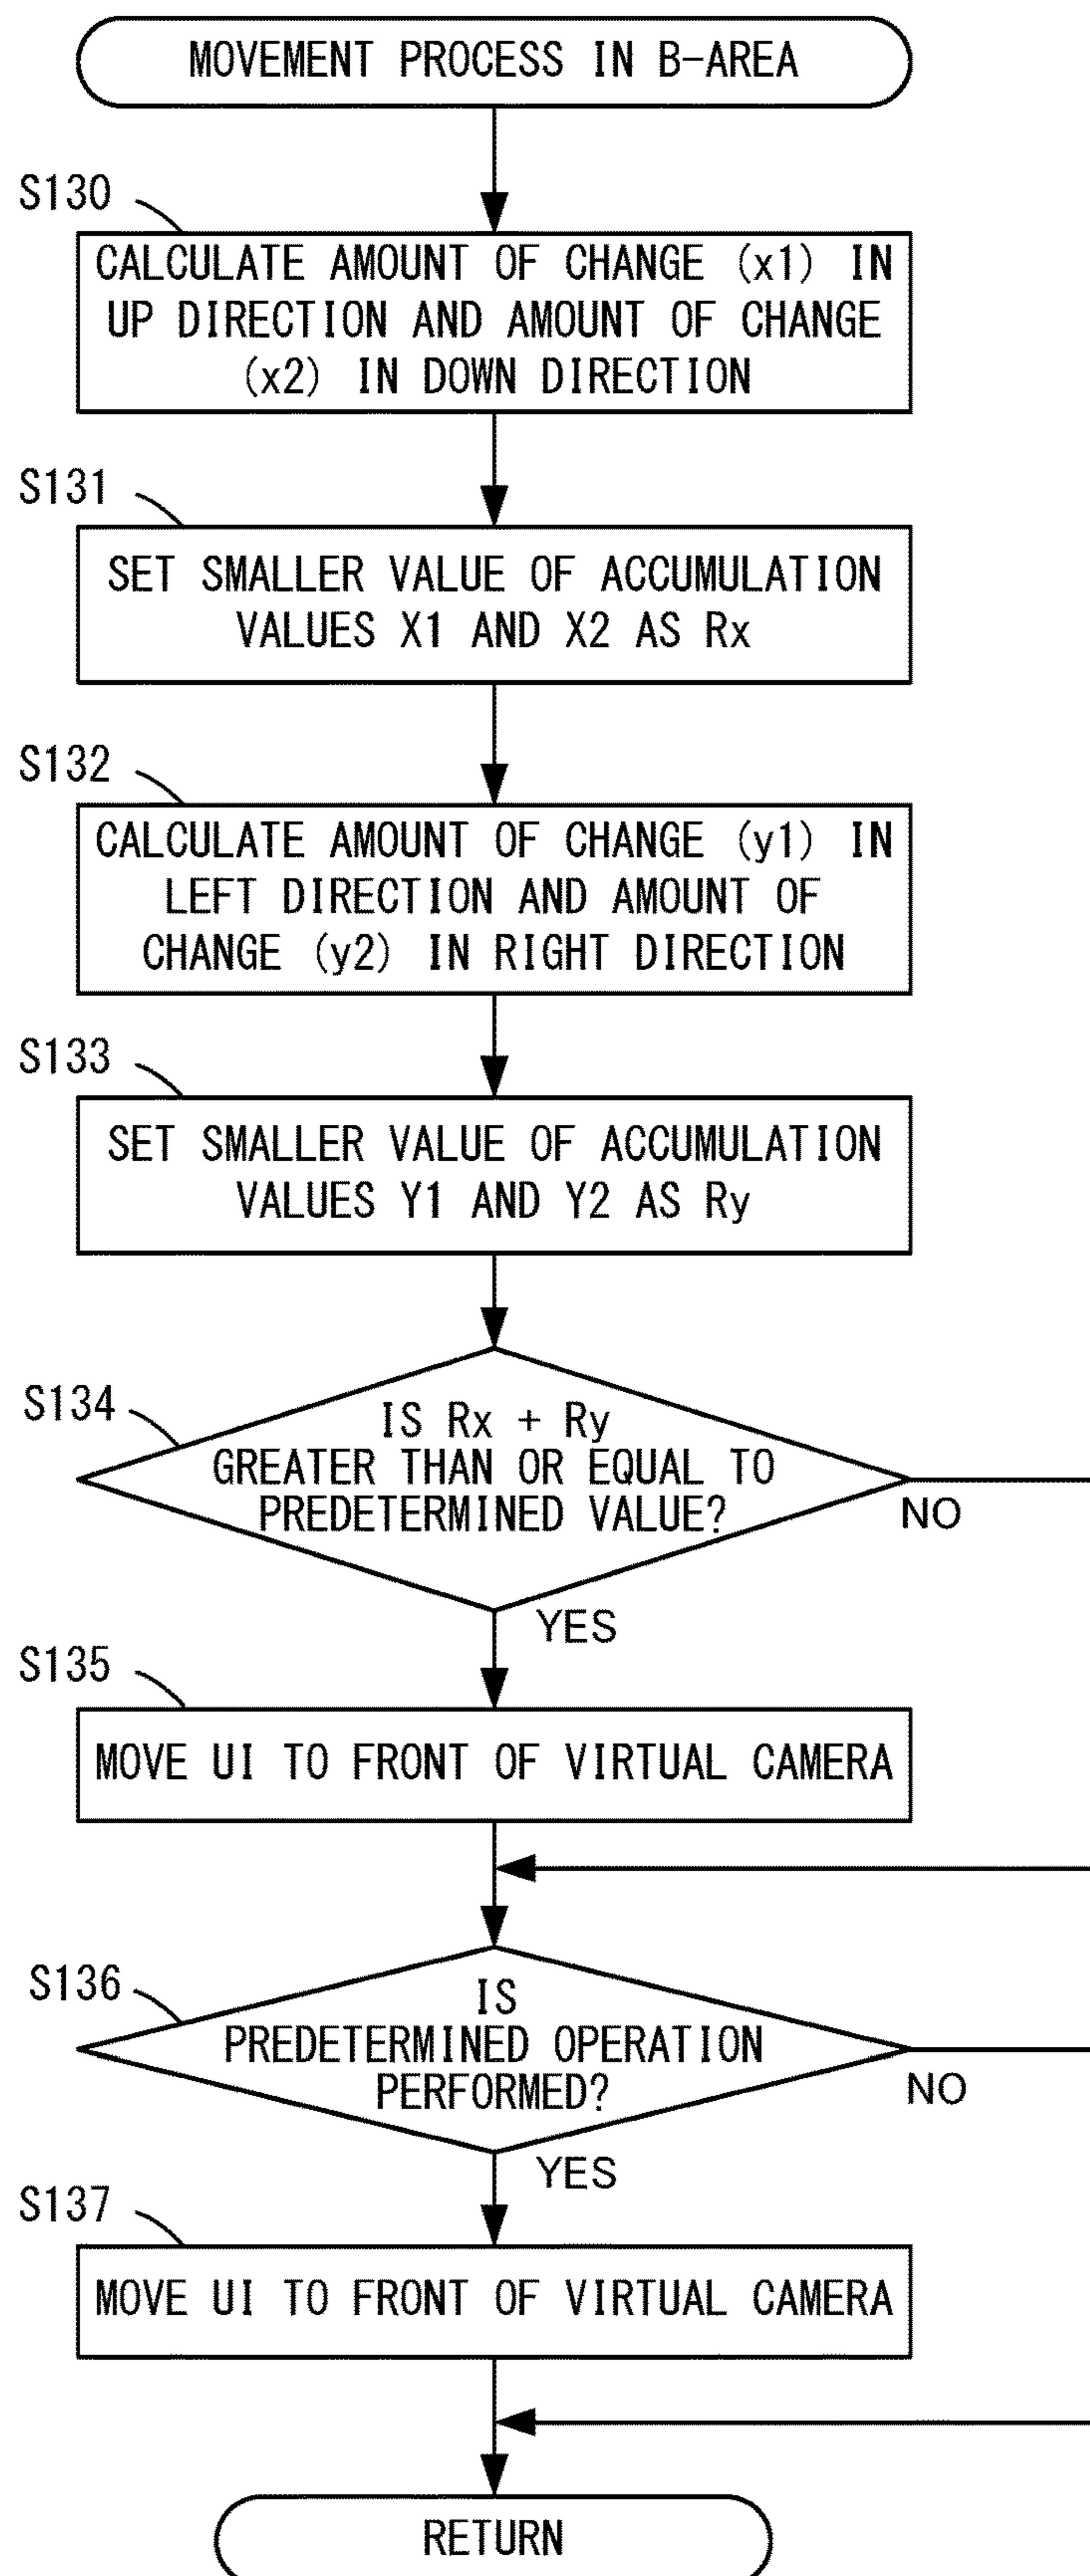 MOVEMENT PROCESS IN B-AREA
S130
CALCULATE AMOUNT OF CHANGE (x1) IN
UP DIRECTION AND AMOUNT OF CHANGE
(x2) IN DOWN DIRECTION
S131
SET SMALLER VALUE OF ACCUMULATION
VALUES X1 AND X2 AS Rx
S132
CALCULATE AMOUNT OF CHANGE (y1) IN
LEFT DIRECTION AND AMOUNT OF
CHANGE (y2) IN RIGHT DIRECTION
S133
SET SMALLER VALUE OF ACCUMULATION
VALUES Y1 AND Y2 AS Ry
S134
IS Rx + Ry
GREATER THAN OR EQUAL TO
PREDETERMINED VALUE?
NO
YES
S135
MOVE UI TO FRONT OF VIRTUAL CAMERA
S136
IS
PREDETERMINED OPERATION
PERFORMED?
NO
YES
S137
MOVE UI TO FRONT OF VIRTUAL CAMERA
RETURN